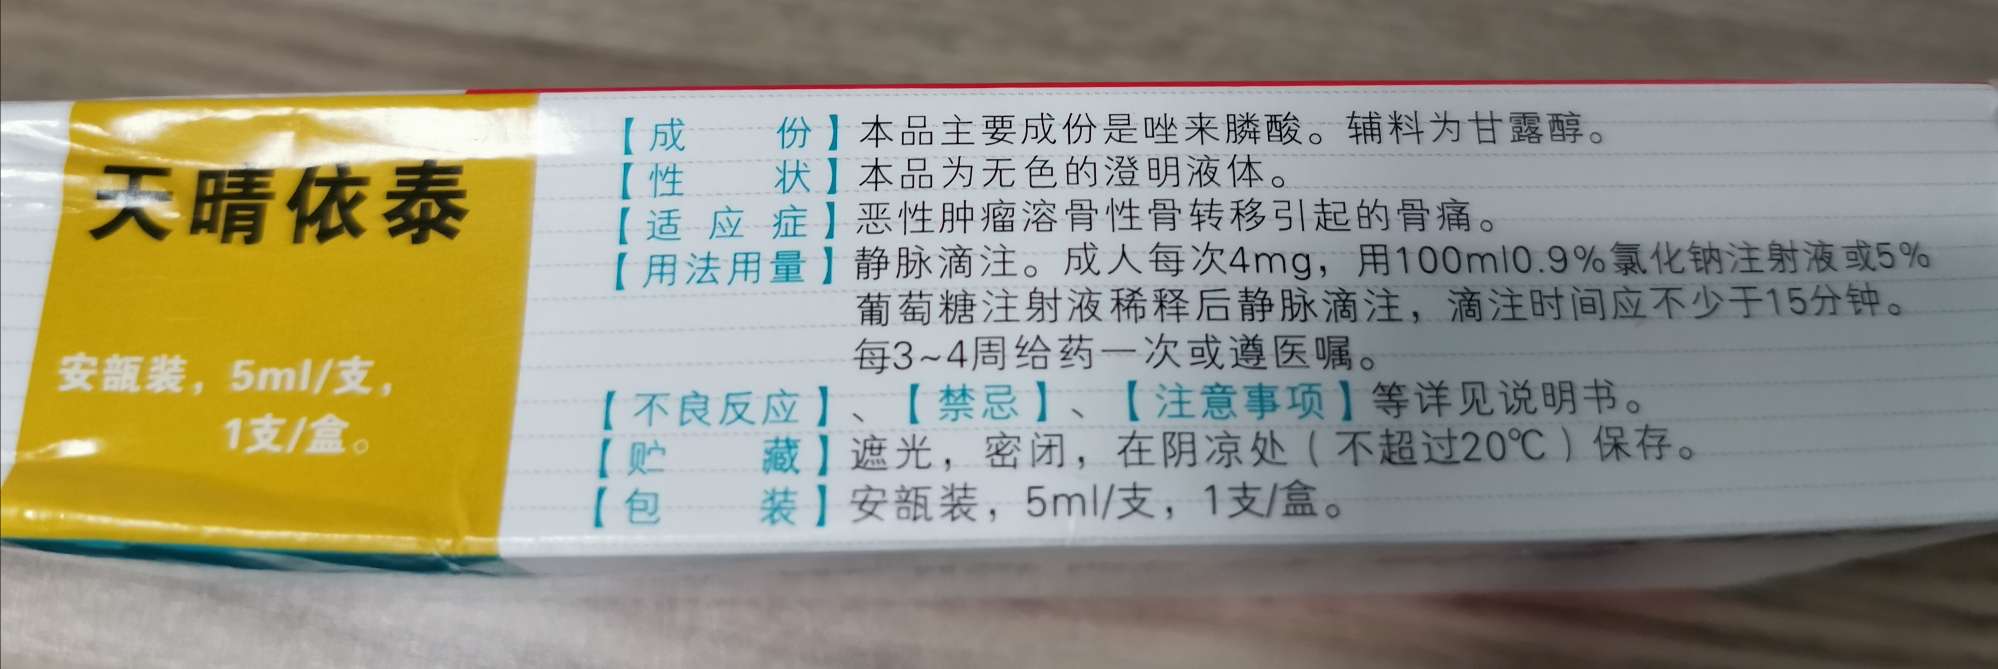 天晴依泰
安瓿装，5ml/支，
1支/盒。
【成份】本品主要成份是唑来膦酸。辅料为甘露醇。
【性状】本品为无色的澄明液体。
【适应症】恶性肿瘤溶骨性骨转移引起的骨痛。
【用法用量】静脉滴注。成人每次4mg，用100ml0.9%氯化钠注射液或5%
葡萄糖注射液稀释后静脉滴注，滴注时间应不少于15分钟。
每3~4周给药一次或遵医嘱。
【不良反应】、【禁忌】、【注意事项】等详见说明书。
【贮藏】遮光，密闭，在阴凉处（不超过20℃）保存。
【包装】安瓿装，5ml/支，1支/盒。